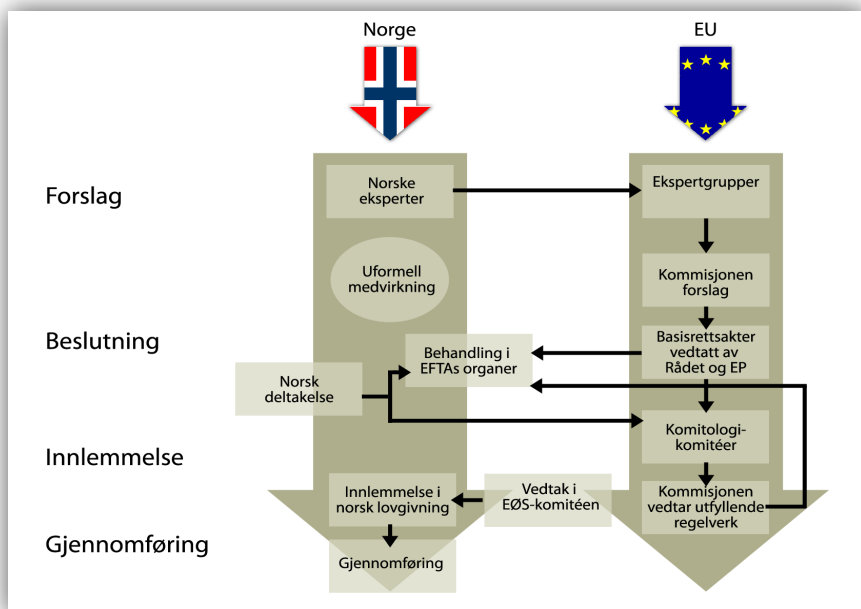 Norge
EU
Forslag
Norske
eksperter
Ekspertgrupper
Uformell
medvirkning
Kommisjonen
forslag
Beslutning
Behandling i
EFTAs organer
Basisrettsakter
vedtatt av
Rådet og EP
Norsk
deltakelse
Komitologi-
komitéer
Innlemmelse
Innlemmelse i
norsk lovgivning
Vedtak i
EØS-komitéen
Kommisjonen
vedtar utfyllende
regelverk
Gjennomføring
Gjennomføring